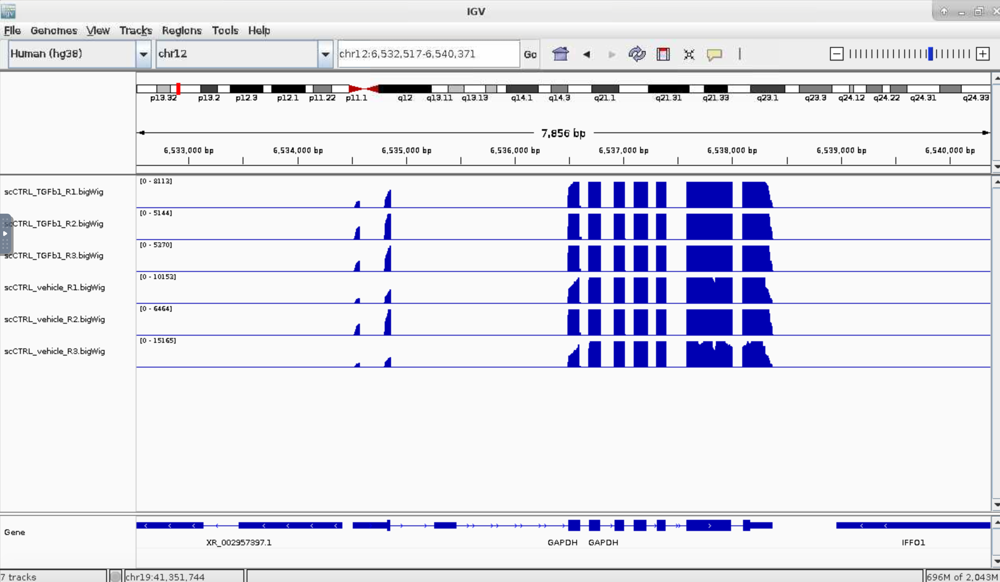 igv
IGV
File Genomes View Tracks Regions Tools Help
Human (hg38) chr12 chr12:6,532,517-6,540,371 Go
p13.32 p13.2 p12.3 p12.1 p11.22 p11.1 q12 q13.11 q13.13 q14.1 q14.3 q21.1 q21.31 q21.33 q23.1 q23.3 q24.12 q24.22 q24.31 q24.33
7,856 bp
6,533,000 bp 6,534,000 bp 6,535,000 bp 6,536,000 bp 6,537,000 bp 6,538,000 bp 6,539,000 bp 6,540,000 bp
[0 - 8113]
scCTRL_TGFb1_R1.bigWig
[0 - 5144]
scCTRL_TGFb1_R2.bigWig
[0 - 5370]
scCTRL_TGFb1_R3.bigWig
[0 - 10153]
scCTRL_vehicle_R1.bigWig
[0 - 6464]
scCTRL_vehicle_R2.bigWig
[0 - 15165]
scCTRL_vehicle_R3.bigWig
Gene
XR_002957397.1 GAPDH GAPDH IFFO1
7 tracks chr19:41,351,744 696M of 2,043M